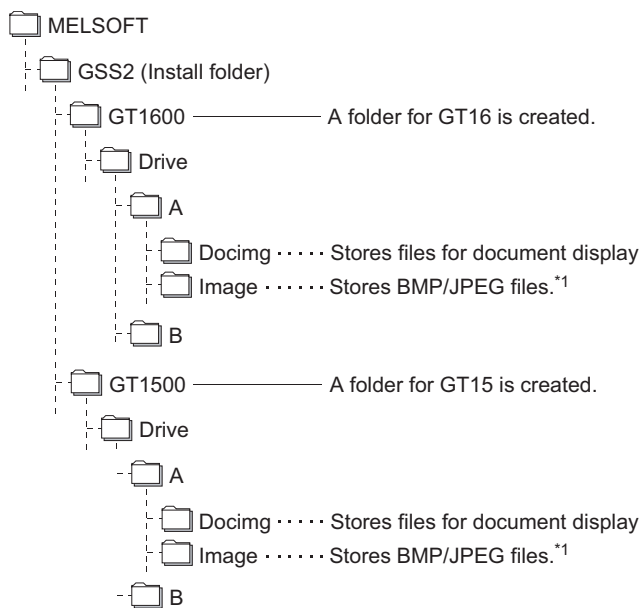 MELSOFT
GSS2 (Install folder)
GT1600 A folder for GT16 is created.
Drive
A
Docimg ····· Stores files for document display
Image ······ Stores BMP/JPEG files.*1
B
GT1500 A folder for GT15 is created.
Drive
A
Docimg ····· Stores files for document display
Image ······ Stores BMP/JPEG files.*1
B